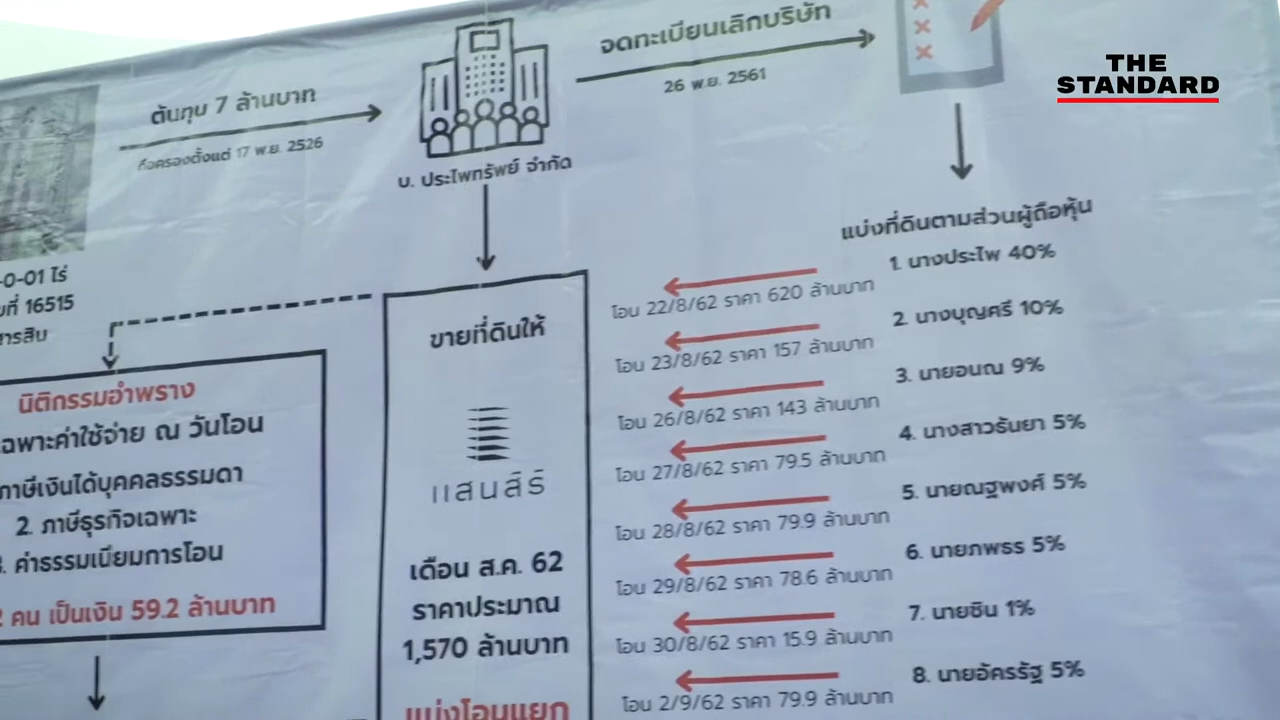 THE
STANDARD
ต้นทุน 7 ล้านบาท
ถือครองตั้งแต่ 17 พ.ย. 2526
บ. ประไพทรัพย์ จำกัด
จดทะเบียนเลิกบริษัท
26 พ.ย. 2561
-0-01 ไร่
ที่ 16515
สารสิน
นิติกรรมอำพราง
ฉพาะค่าใช้จ่าย ณ วันโอน
ภาษีเงินได้บุคคลธรรมดา
2. ภาษีธุรกิจเฉพาะ
ค่าธรรมเนียมการโอน
คน เป็นเงิน 59.2 ล้านบาท
ขายที่ดินให้
แสนสิริ
เดือน ส.ค. 62
ราคาประมาณ
1,570 ล้านบาท
แบ่งโอนแยก
แบ่งที่ดินตามส่วนผู้ถือหุ้น
1. นางประไพ 40%
โอน 22/8/62 ราคา 620 ล้านบาท
2. นางบุญศรี 10%
โอน 23/8/62 ราคา 157 ล้านบาท
3. นายอนณ 9%
โอน 26/8/62 ราคา 143 ล้านบาท
4. นางสาวธันยา 5%
โอน 27/8/62 ราคา 79.5 ล้านบาท
5. นายณฐพงศ์ 5%
โอน 28/8/62 ราคา 79.9 ล้านบาท
6. นายภพธร 5%
โอน 29/8/62 ราคา 78.6 ล้านบาท
7. นายชิน 1%
โอน 30/8/62 ราคา 15.9 ล้านบาท
8. นายอัครรัฐ 5%
โอน 2/9/62 ราคา 79.9 ล้านบาท